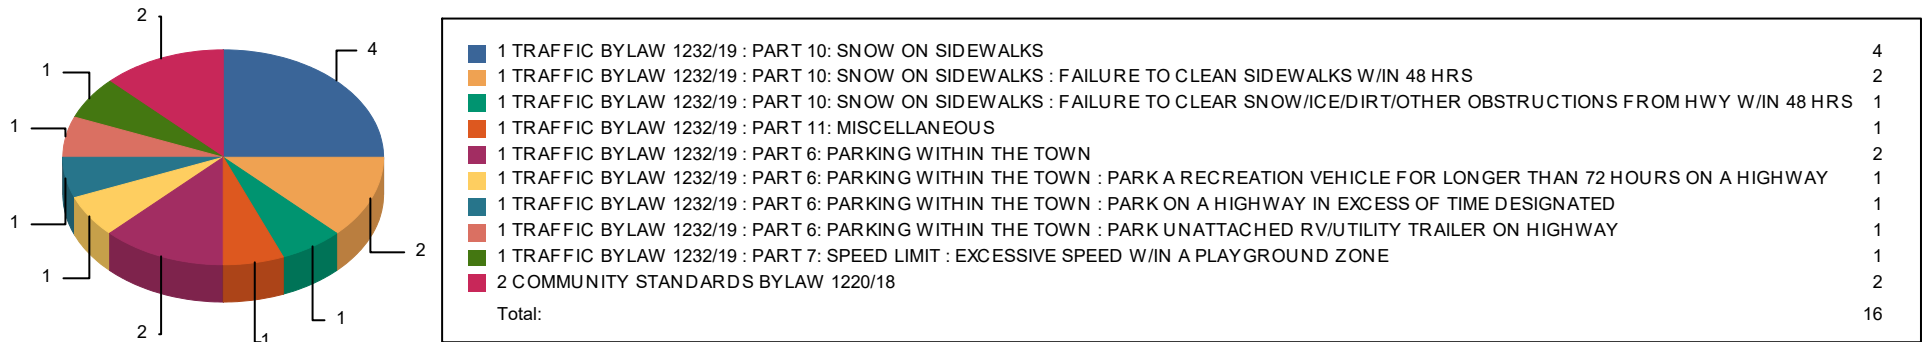 2
4
1
1
1
1
2
1
1
2
1 TRAFFIC BYLAW 1232/19 : PART 10: SNOW ON SIDEWALKS 4
1 TRAFFIC BYLAW 1232/19 : PART 10: SNOW ON SIDEWALKS : FAILURE TO CLEAN SIDEWALKS W/IN 48 HRS 2
1 TRAFFIC BYLAW 1232/19 : PART 10: SNOW ON SIDEWALKS : FAILURE TO CLEAR SNOW/ICE/DIRT/OTHER OBSTRUCTIONS FROM HWY W/IN 48 HRS 1
1 TRAFFIC BYLAW 1232/19 : PART 11: MISCELLANEOUS 1
1 TRAFFIC BYLAW 1232/19 : PART 6: PARKING WITHIN THE TOWN 2
1 TRAFFIC BYLAW 1232/19 : PART 6: PARKING WITHIN THE TOWN : PARK A RECREATION VEHICLE FOR LONGER THAN 72 HOURS ON A HIGHWAY 1
1 TRAFFIC BYLAW 1232/19 : PART 6: PARKING WITHIN THE TOWN : PARK ON A HIGHWAY IN EXCESS OF TIME DESIGNATED 1
1 TRAFFIC BYLAW 1232/19 : PART 6: PARKING WITHIN THE TOWN : PARK UNATTACHED RV/UTILITY TRAILER ON HIGHWAY 1
1 TRAFFIC BYLAW 1232/19 : PART 7: SPEED LIMIT : EXCESSIVE SPEED W/IN A PLAYGROUND ZONE 1
2 COMMUNITY STANDARDS BYLAW 1220/18 2
Total: 16